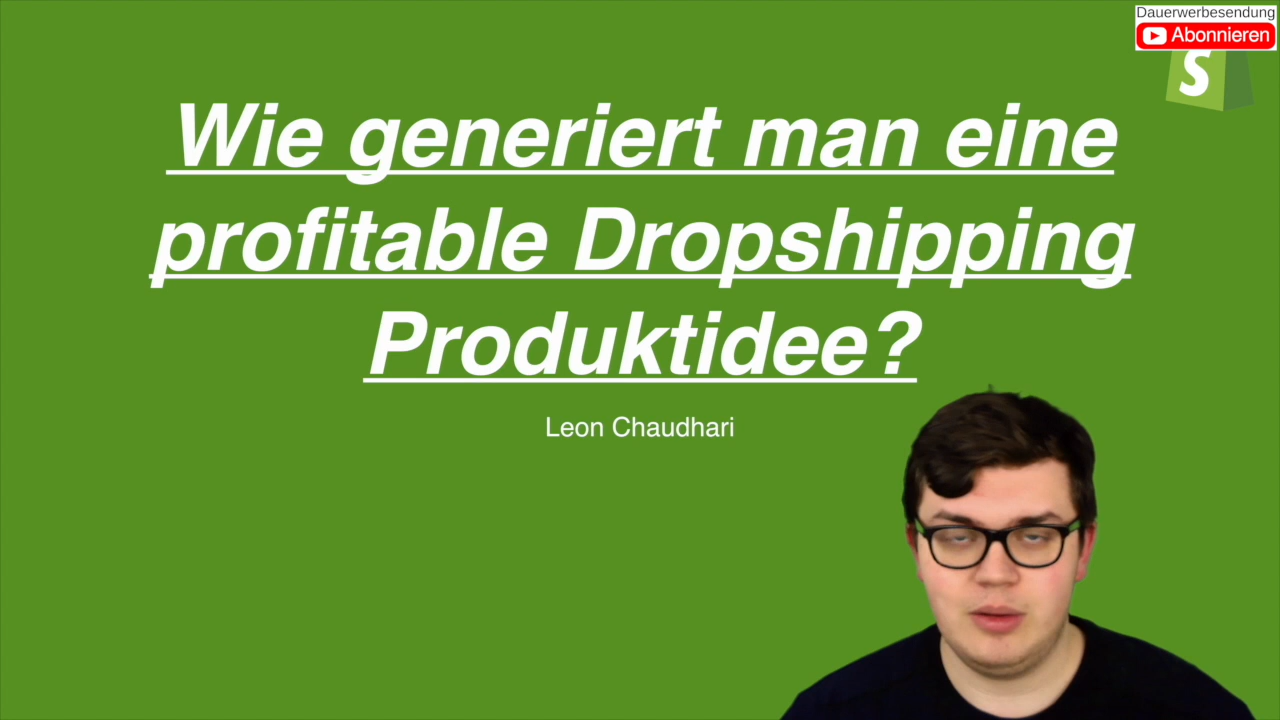 Dauerwerbesendung
Abonnieren
S
Wie generiert man eine
profitable Dropshipping
Produktidee?
Leon Chaudhari